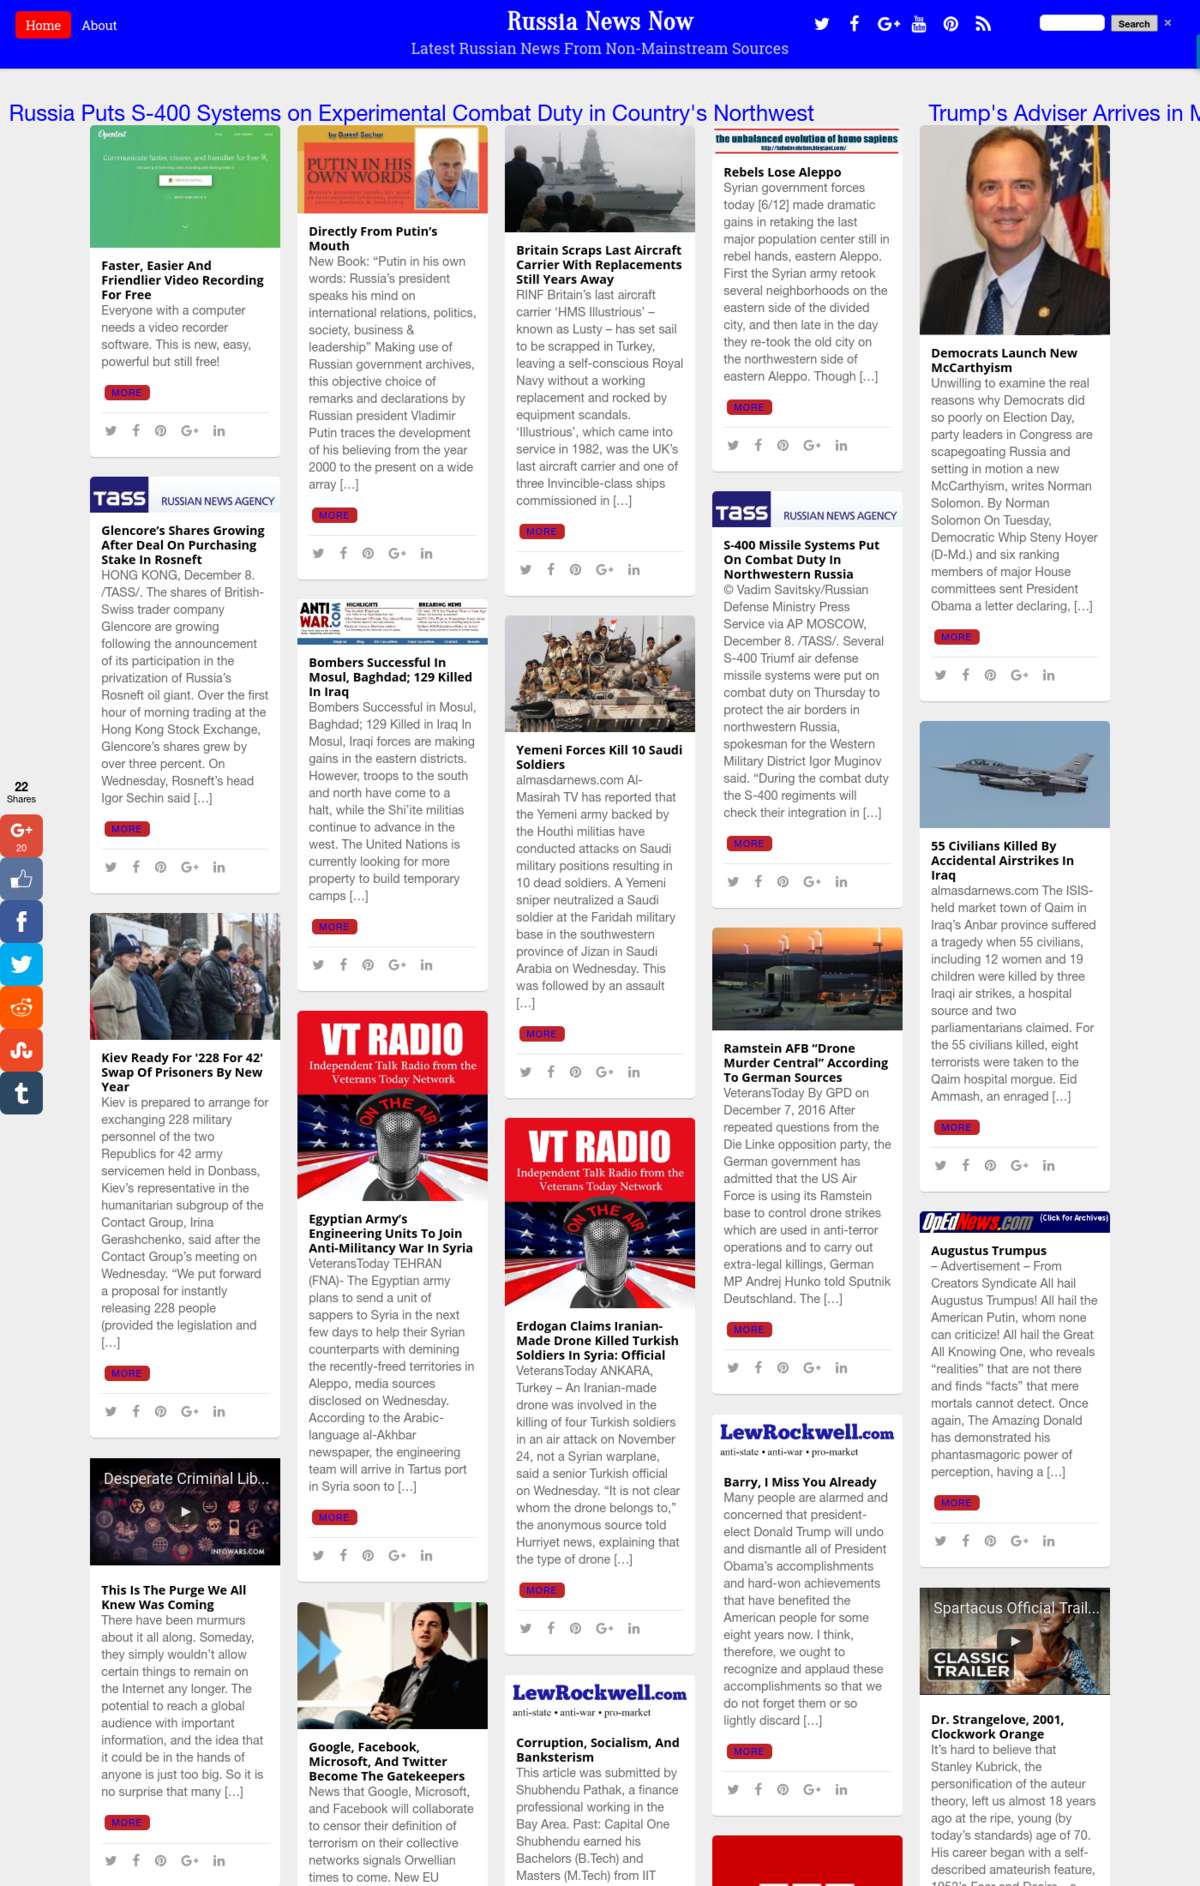 Home
About
Russia News Now
Latest Russian News From Non-Mainstream Sources
Search
×
Russia Puts S-400 Systems on Experimental Combat Duty in Country's Northwest
Trump's Adviser Arrives in M
Opentest
Communicate faster, clearer, and friendlier for free
Faster, Easier And
Friendlier Video Recording
For Free
Everyone with a computer
needs a video recorder
software. This is new, easy,
powerful but still free!
MORE
TASS RUSSIAN NEWS AGENCY
Glencore's Shares Growing
After Deal On Purchasing
Stake In Rosneft
HONG KONG, December 8.
/TASS/. The shares of British-
Swiss trader company
Glencore are growing
following the announcement
of its participation in the
privatization of Russia's
Rosneft oil giant. Over the first
hour of morning trading at the
Hong Kong Stock Exchange,
Glencore's shares grew by
over three percent. On
Wednesday, Rosneft's head
Igor Sechin said […]
MORE
22
Shares
20
Kiev Ready For '228 For 42'
Swap Of Prisoners By New
Year
Kiev is prepared to arrange for
exchanging 228 military
personnel of the two
Republics for 42 army
servicemen held in Donbass,
Kiev's representative in the
humanitarian subgroup of the
Contact Group, Irina
Gerashchenko, said after the
Contact Group's meeting on
Wednesday. “We put forward
a proposal for instantly
releasing 228 people
(provided the legislation and
[…]
MORE
Desperate Criminal Lib...
INFOWARS.COM
This Is The Purge We All
Knew Was Coming
There have been murmurs
about it all along. Someday,
they simply wouldn't allow
certain things to remain on
the Internet any longer. The
potential to reach a global
audience with important
information, and the idea that
it could be in the hands of
anyone is just too big. So it is
no surprise that many […]
MORE
by Daniel Sachar
PUTIN IN HIS
OWN WORDS
Directly From Putin's
Mouth
New Book: “Putin in his own
words: Russia's president
speaks his mind on
international relations, politics,
society, business &
leadership” Making use of
Russian government archives,
this objective choice of
remarks and declarations by
Russian president Vladimir
Putin traces the development
of his believing from the year
2000 to the present on a wide
array […]
MORE
ANTI
WAR.COM
HIGHLIGHTS
BREAKING NEWS
Bombers Successful In
Mosul, Baghdad; 129 Killed
In Iraq
Bombers Successful in Mosul,
Baghdad; 129 Killed in Iraq In
Mosul, Iraqi forces are making
gains in the eastern districts.
However, troops to the south
and north have come to a
halt, while the Shi'ite militias
continue to advance in the
west. The United Nations is
currently looking for more
property to build temporary
camps […]
MORE
VT RADIO
Independent Talk Radio from the
Veterans Today Network
ON THE AIR
Egyptian Army's
Engineering Units To Join
Anti-Militancy War In Syria
VeteransToday TEHRAN
(FNA)- The Egyptian army
plans to send a unit of
sappers to Syria in the next
few days to help their Syrian
counterparts with demining
the recently-freed territories in
Aleppo, media sources
disclosed on Wednesday.
According to the Arabic-
language al-Akhbar
newspaper, the engineering
team will arrive in Tartus port
in Syria soon to […]
MORE
Google, Facebook,
Microsoft, And Twitter
Become The Gatekeepers
News that Google, Microsoft,
and Facebook will collaborate
to censor their definition of
terrorism on their collective
networks signals Orwellian
times to come. New EU
Britain Scraps Last Aircraft
Carrier With Replacements
Still Years Away
RINF Britain's last aircraft
carrier ‘HMS Illustrious’ –
known as Lusty – has set sail
to be scrapped in Turkey,
leaving a self-conscious Royal
Navy without a working
replacement and rocked by
equipment scandals.
‘Illustrious’, which came into
service in 1982, was the UK's
last aircraft carrier and one of
three Invincible-class ships
commissioned in […]
MORE
Yemeni Forces Kill 10 Saudi
Soldiers
almasdarnews.com Al-
Masirah TV has reported that
the Yemeni army backed by
the Houthi militias have
conducted attacks on Saudi
military positions resulting in
10 dead soldiers. A Yemeni
sniper neutralized a Saudi
soldier at the Faridah military
base in the southwestern
province of Jizan in Saudi
Arabia on Wednesday. This
was followed by an assault
[…]
MORE
VT RADIO
Independent Talk Radio from the
Veterans Today Network
ON THE AIR
Erdogan Claims Iranian-
Made Drone Killed Turkish
Soldiers In Syria: Official
VeteransToday ANKARA,
Turkey – An Iranian-made
drone was involved in the
killing of four Turkish soldiers
in an air attack on November
24, not a Syrian warplane,
said a senior Turkish official
on Wednesday. “It is not clear
whom the drone belongs to,”
the anonymous source told
Hurriyet news, explaining that
the type of drone […]
MORE
LewRockwell.com
anti-state • anti-war • pro-market
Corruption, Socialism, And
Banksterism
This article was submitted by
Shubhendu Pathak, a finance
professional working in the
Bay Area. Past: Capital One
Shubhendu earned his
Bachelors (B.Tech) and
Masters (M.Tech) from IIT
the unbalanced evolution of homo sapiens
Rebels Lose Aleppo
Syrian government forces
today [6/12] made dramatic
gains in retaking the last
major population center still in
rebel hands, eastern Aleppo.
First the Syrian army retook
several neighborhoods on the
eastern side of the divided
city, and then late in the day
they re-took the old city on
the northwestern side of
eastern Aleppo. Though […]
MORE
TASS RUSSIAN NEWS AGENCY
S-400 Missile Systems Put
On Combat Duty In
Northwestern Russia
© Vadim Savitsky/Russian
Defense Ministry Press
Service via AP MOSCOW,
December 8. /TASS/. Several
S-400 Triumf air defense
missile systems were put on
combat duty on Thursday to
protect the air borders in
northwestern Russia,
spokesman for the Western
Military District Igor Muginov
said. “During the combat duty
the S-400 regiments will
check their integration in […]
MORE
Ramstein AFB “Drone
Murder Central” According
To German Sources
VeteransToday By GPD on
December 7, 2016 After
repeated questions from the
Die Linke opposition party, the
German government has
admitted that the US Air
Force is using its Ramstein
base to control drone strikes
which are used in anti-terror
operations and to carry out
extra-legal killings, German
MP Andrej Hunko told Sputnik
Deutschland. The […]
MORE
LewRockwell.com
anti-state • anti-war • pro-market
Barry, I Miss You Already
Many people are alarmed and
concerned that president-
elect Donald Trump will undo
and dismantle all of President
Obama's accomplishments
and hard-won achievements
that have benefited the
American people for some
eight years now. I think,
therefore, we ought to
recognize and applaud these
accomplishments so that we
do not forget them or so
lightly discard […]
MORE
Democrats Launch New
McCarthyism
Unwilling to examine the real
reasons why Democrats did
so poorly on Election Day,
party leaders in Congress are
scapegoating Russia and
setting in motion a new
McCarthyism, writes Norman
Solomon. By Norman
Solomon On Tuesday,
Democratic Whip Steny Hoyer
(D-Md.) and six ranking
members of major House
committees sent President
Obama a letter declaring, […]
MORE
55 Civilians Killed By
Accidental Airstrikes In
Iraq
almasdarnews.com The ISIS-
held market town of Qaim in
Iraq's Anbar province suffered
a tragedy when 55 civilians,
including 12 women and 19
children were killed by three
Iraqi air strikes, a hospital
source and two
parliamentarians claimed. For
the 55 civilians killed, eight
terrorists were taken to the
Qaim hospital morgue. Eid
Ammash, an enraged […]
MORE
OpEdNews.com (Click for Archives)
Augustus Trumpus
– Advertisement – From
Creators Syndicate All hail
Augustus Trumpus! All hail the
American Putin, whom none
can criticize! All hail the Great
All Knowing One, who reveals
“realities” that are not there
and finds “facts” that mere
mortals cannot detect. Once
again, The Amazing Donald
has demonstrated his
phantasmagoric power of
perception, having a […]
MORE
Spartacus Official Trail...
CLASSIC
TRAILER
Dr. Strangelove, 2001,
Clockwork Orange
It's hard to believe that
Stanley Kubrick, the
personification of the auteur
theory, left us almost 18 years
ago at the ripe, young (by
today's standards) age of 70.
His career began with a self-
described amateurish feature,
1953's Fear and Desire – a